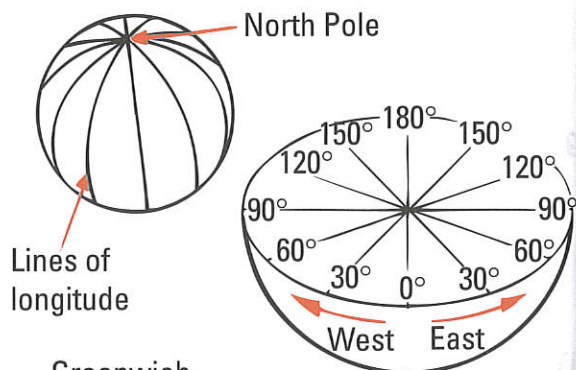 North Pole
180°
150° 150°
120° 120°
90° 90°
60° 60°
30° 0° 30°
Lines of
longitude
West East
Greenwich